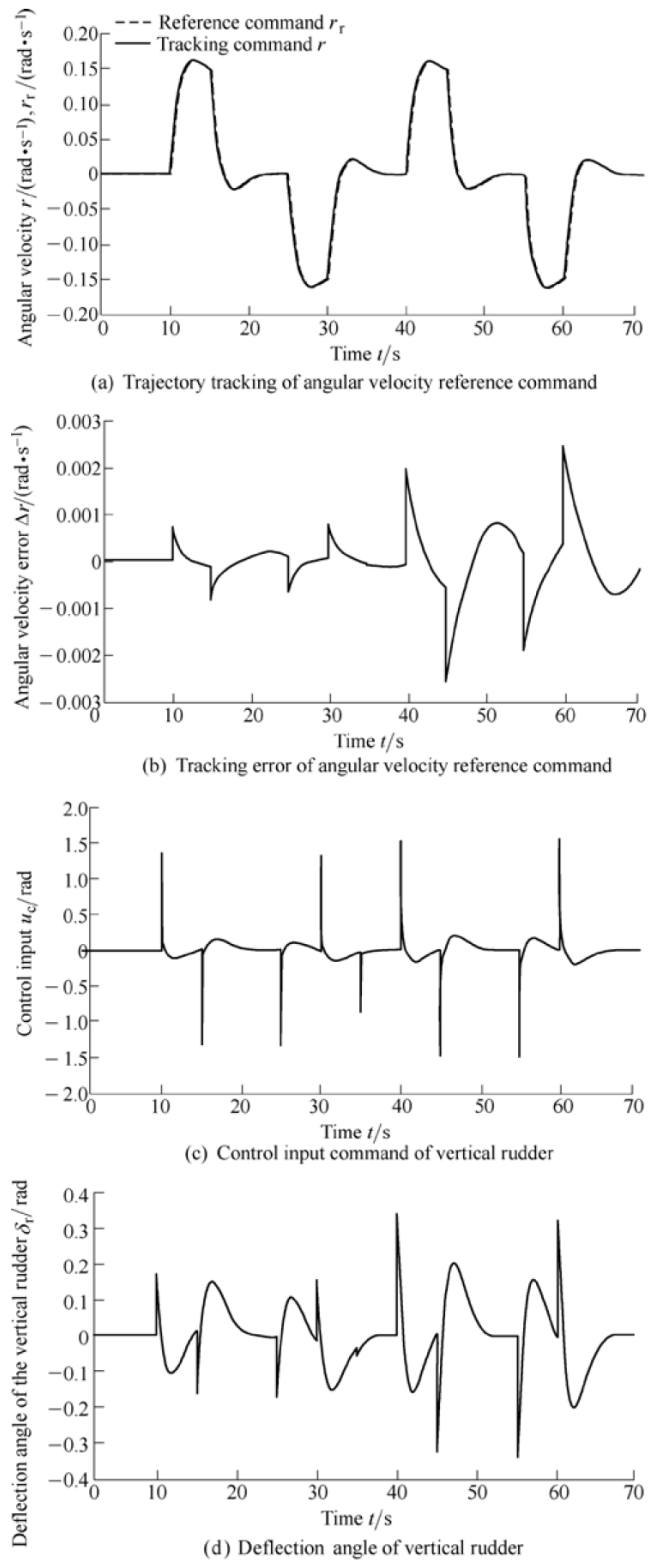 Reference command r_r
Tracking command r
Angular velocity r/(rad•s⁻¹), r_r/(rad•s⁻¹)
0.20
0.15
0.10
0.05
0
−0.05
−0.10
−0.15
−0.20
0 10 20 30 40 50 60 70
Time t/s
(a) Trajectory tracking of angular velocity reference command
Angular velocity error Δr/(rad•s⁻¹)
0.003
0.002
0.001
0
−0.001
−0.002
−0.003
0 10 20 30 40 50 60 70
Time t/s
(b) Tracking error of angular velocity reference command
Control input u_c/rad
2.0
1.5
1.0
0.5
0
−0.5
−1.0
−1.5
−2.0
0 10 20 30 40 50 60 70
Time t/s
(c) Control input command of vertical rudder
Deflection angle of the vertical rudder δ_r/rad
0.4
0.3
0.2
0.1
0
−0.1
−0.2
−0.3
−0.4
0 10 20 30 40 50 60 70
Time t/s
(d) Deflection angle of vertical rudder